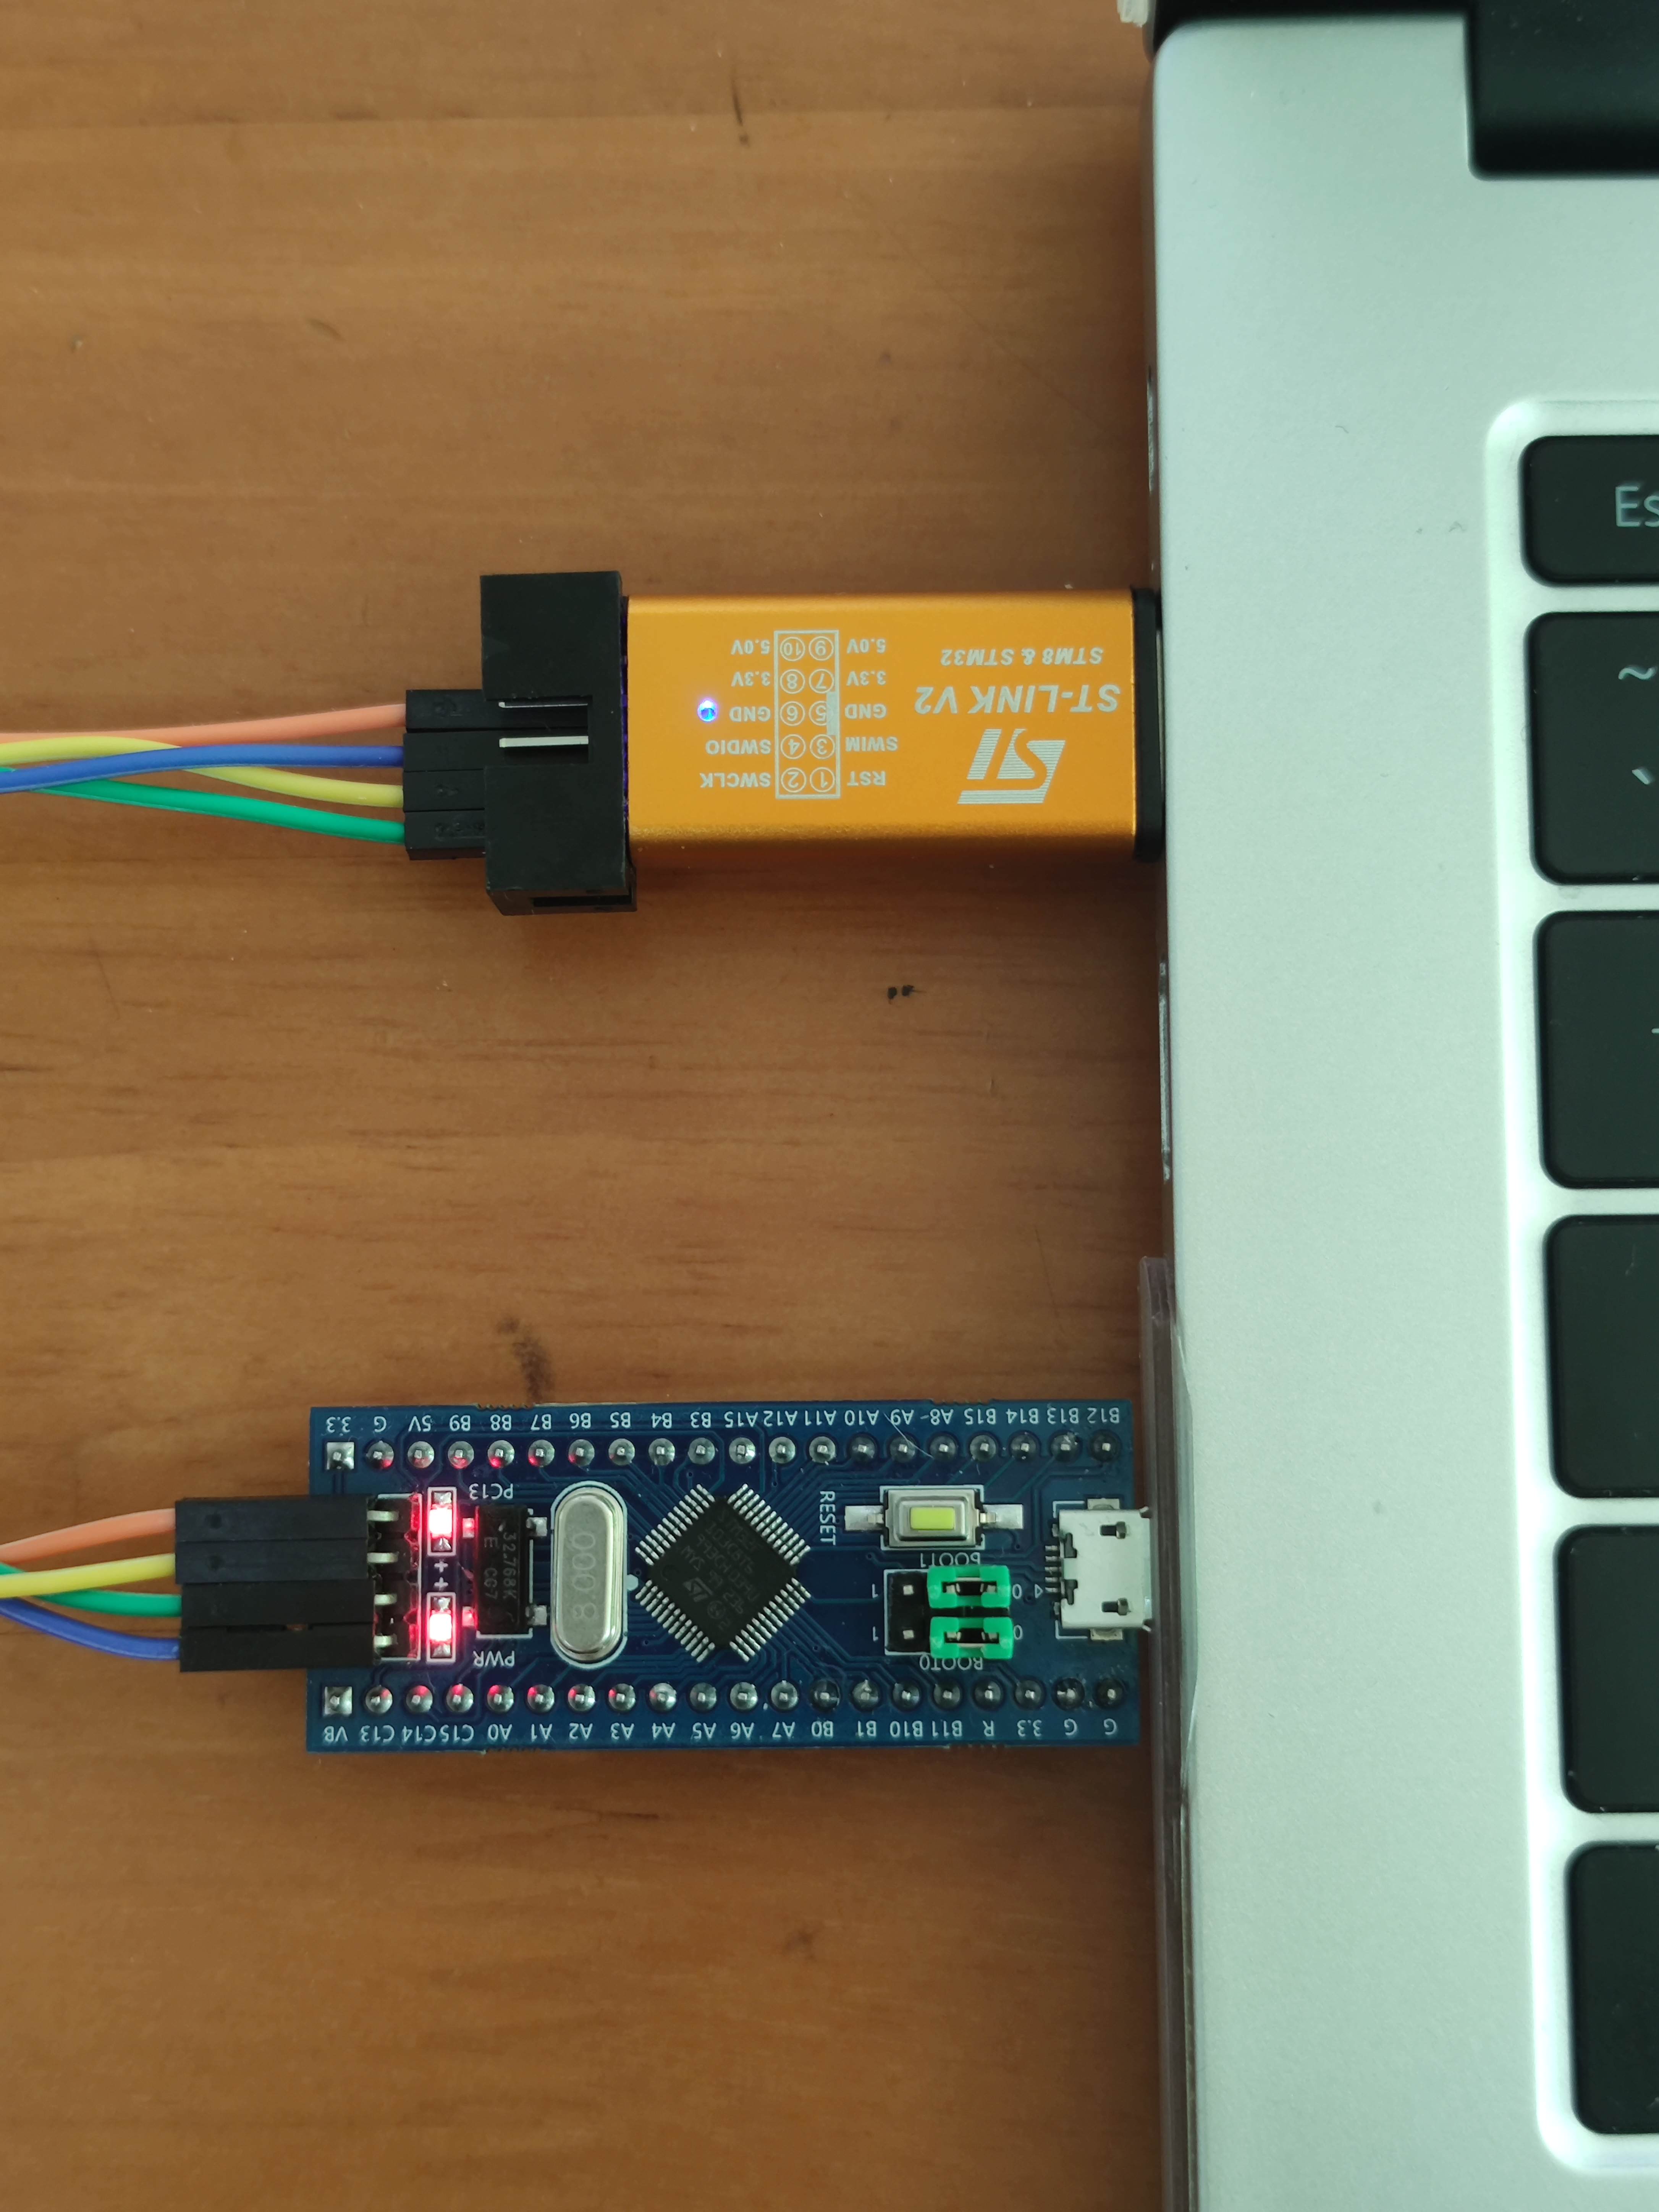 Es
~
ST-LINK V2
STM8 & STM32
RST ① ② SWCLK
SWIM ③ ④ SWDIO
GND ⑤ ⑥ GND
3.3V ⑦ ⑧ 3.3V
5.0V ⑨ ⑩ 5.0V
G G 3.3 R B11 B10 B1 B0 A7 A6 A5 A4 A3 A2 A1 A0 C15 C14 C13 VB
BOOT0
PWR
1 0
1 0
BOOT1
RESET
8.000
32.768K
PC13
B12 B13 B14 B15 A8 A9 A10 A11 A12 A15 B3 B4 B5 B6 B7 B8 B9 5V G 3.3